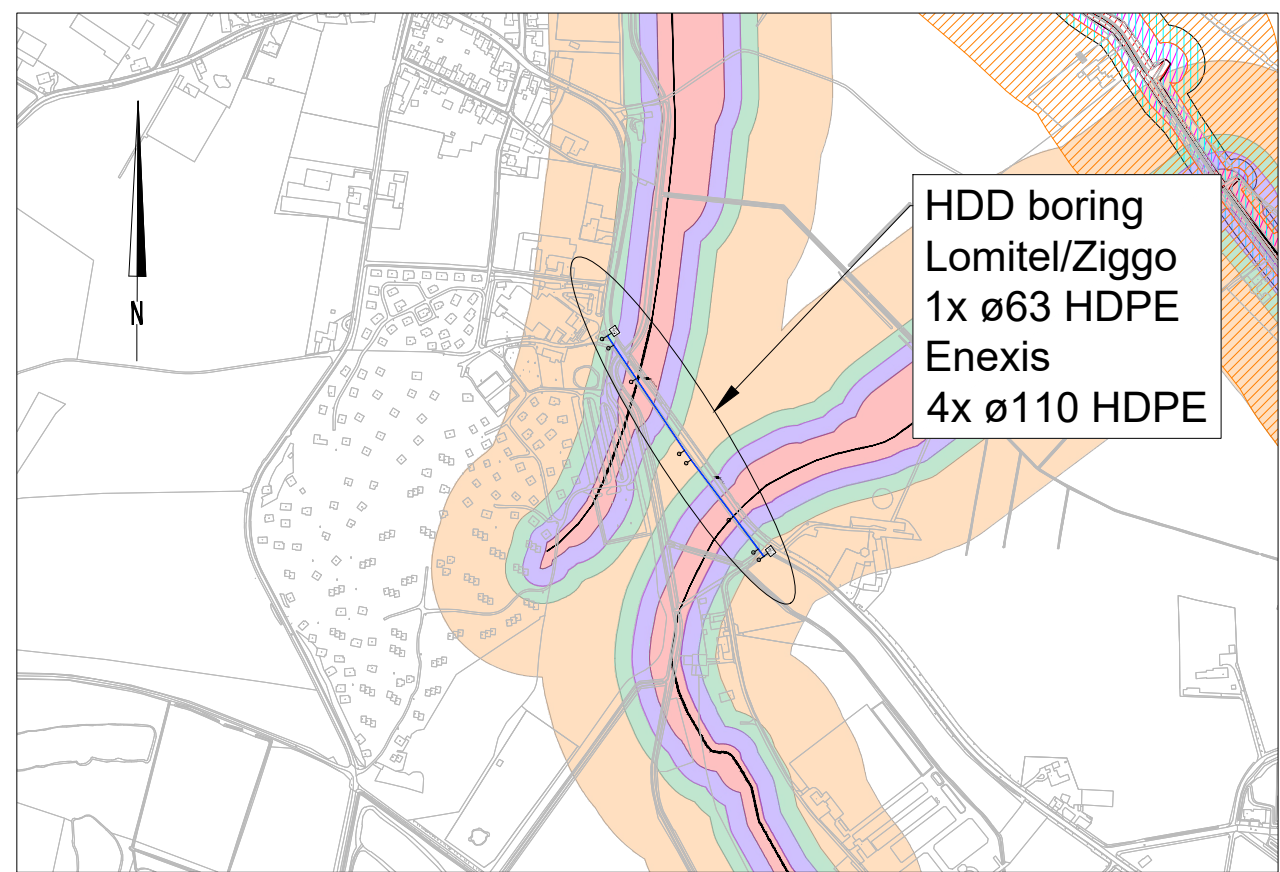 N
HDD boring
Lomitel/Ziggo
1x ø63 HDPE
Enexis
4x ø110 HDPE